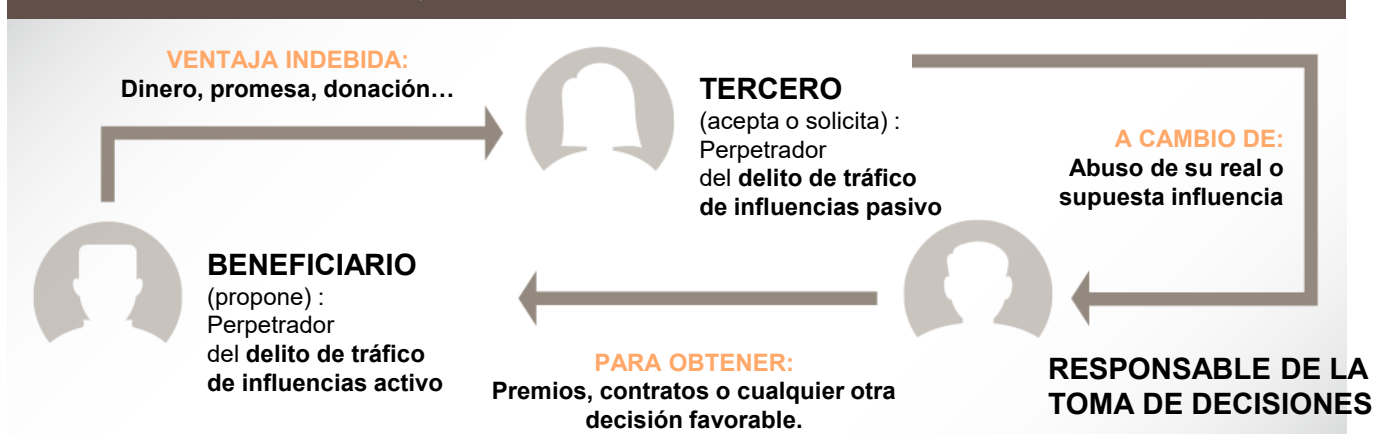 VENTAJA INDEBIDA:
Dinero, promesa, donación…
TERCERO
(acepta o solicita) :
Perpetrador
del delito de tráfico
de influencias pasivo
A CAMBIO DE:
Abuso de su real o
supuesta influencia
BENEFICIARIO
(propone) :
Perpetrador
del delito de tráfico
de influencias activo
PARA OBTENER:
Premios, contratos o cualquier otra
decisión favorable.
RESPONSABLE DE LA
TOMA DE DECISIONES